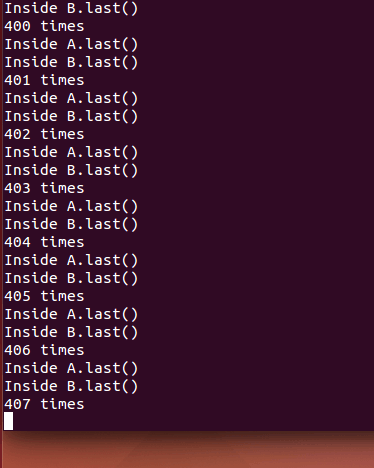 Inside B.last()
400 times
Inside A.last()
Inside B.last()
401 times
Inside A.last()
Inside B.last()
402 times
Inside A.last()
Inside B.last()
403 times
Inside A.last()
Inside B.last()
404 times
Inside A.last()
Inside B.last()
405 times
Inside A.last()
Inside B.last()
406 times
Inside A.last()
Inside B.last()
407 times